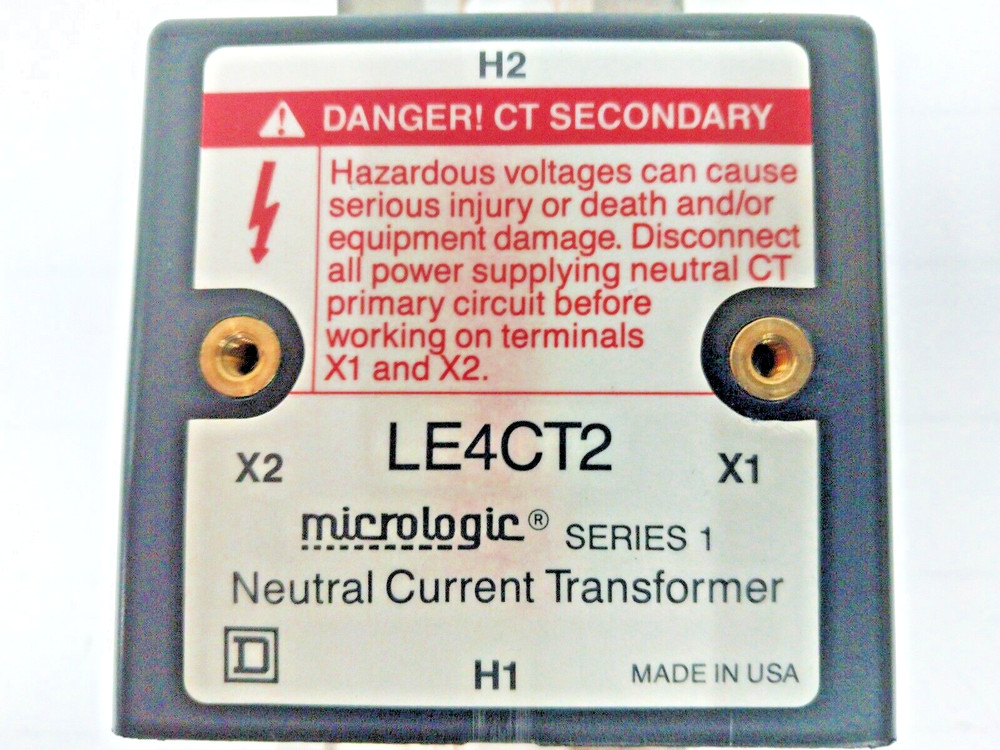 H2
DANGER! CT SECONDARY
Hazardous voltages can cause
serious injury or death and/or
equipment damage. Disconnect
all power supplying neutral CT
primary circuit before
working on terminals
X1 and X2.
LE4CT2
X2 X1
micrologic® SERIES 1
Neutral Current Transformer
D
H1 MADE IN USA